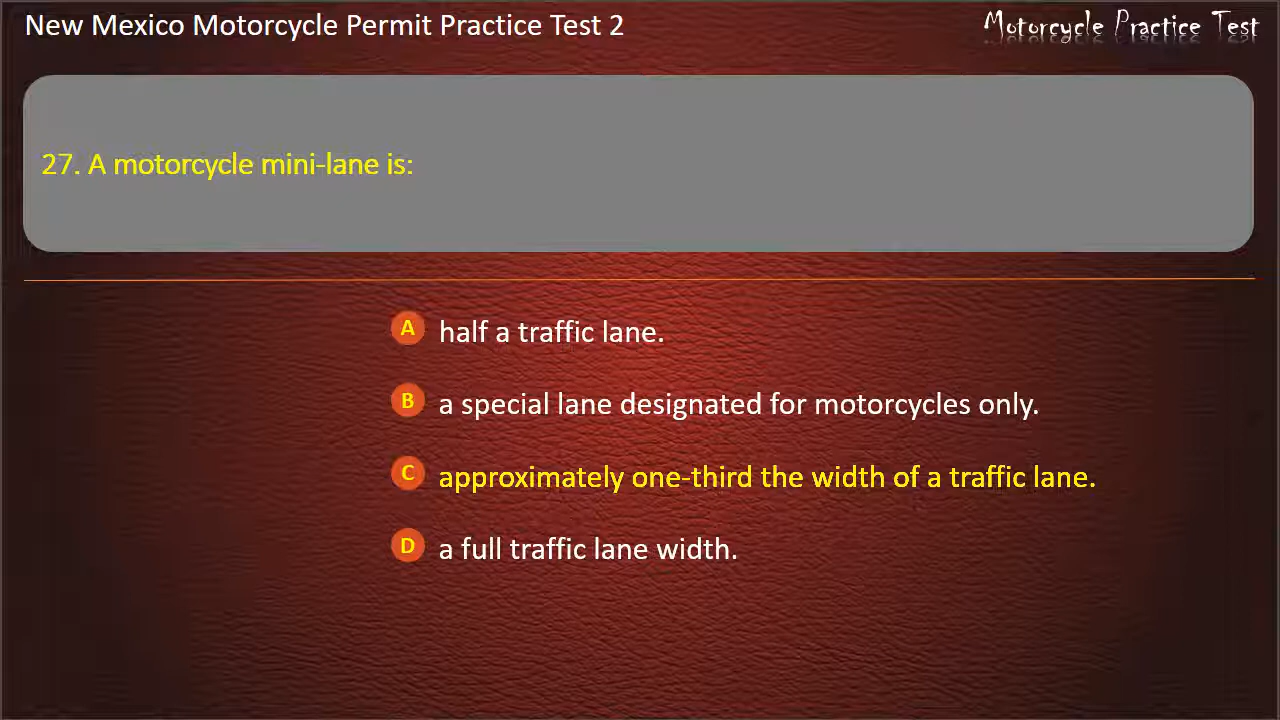 New Mexico Motorcycle Permit Practice Test 2
Motorcycle Practice Test
27. A motorcycle mini-lane is:
A half a traffic lane.
B a special lane designated for motorcycles only.
C approximately one-third the width of a traffic lane.
D a full traffic lane width.